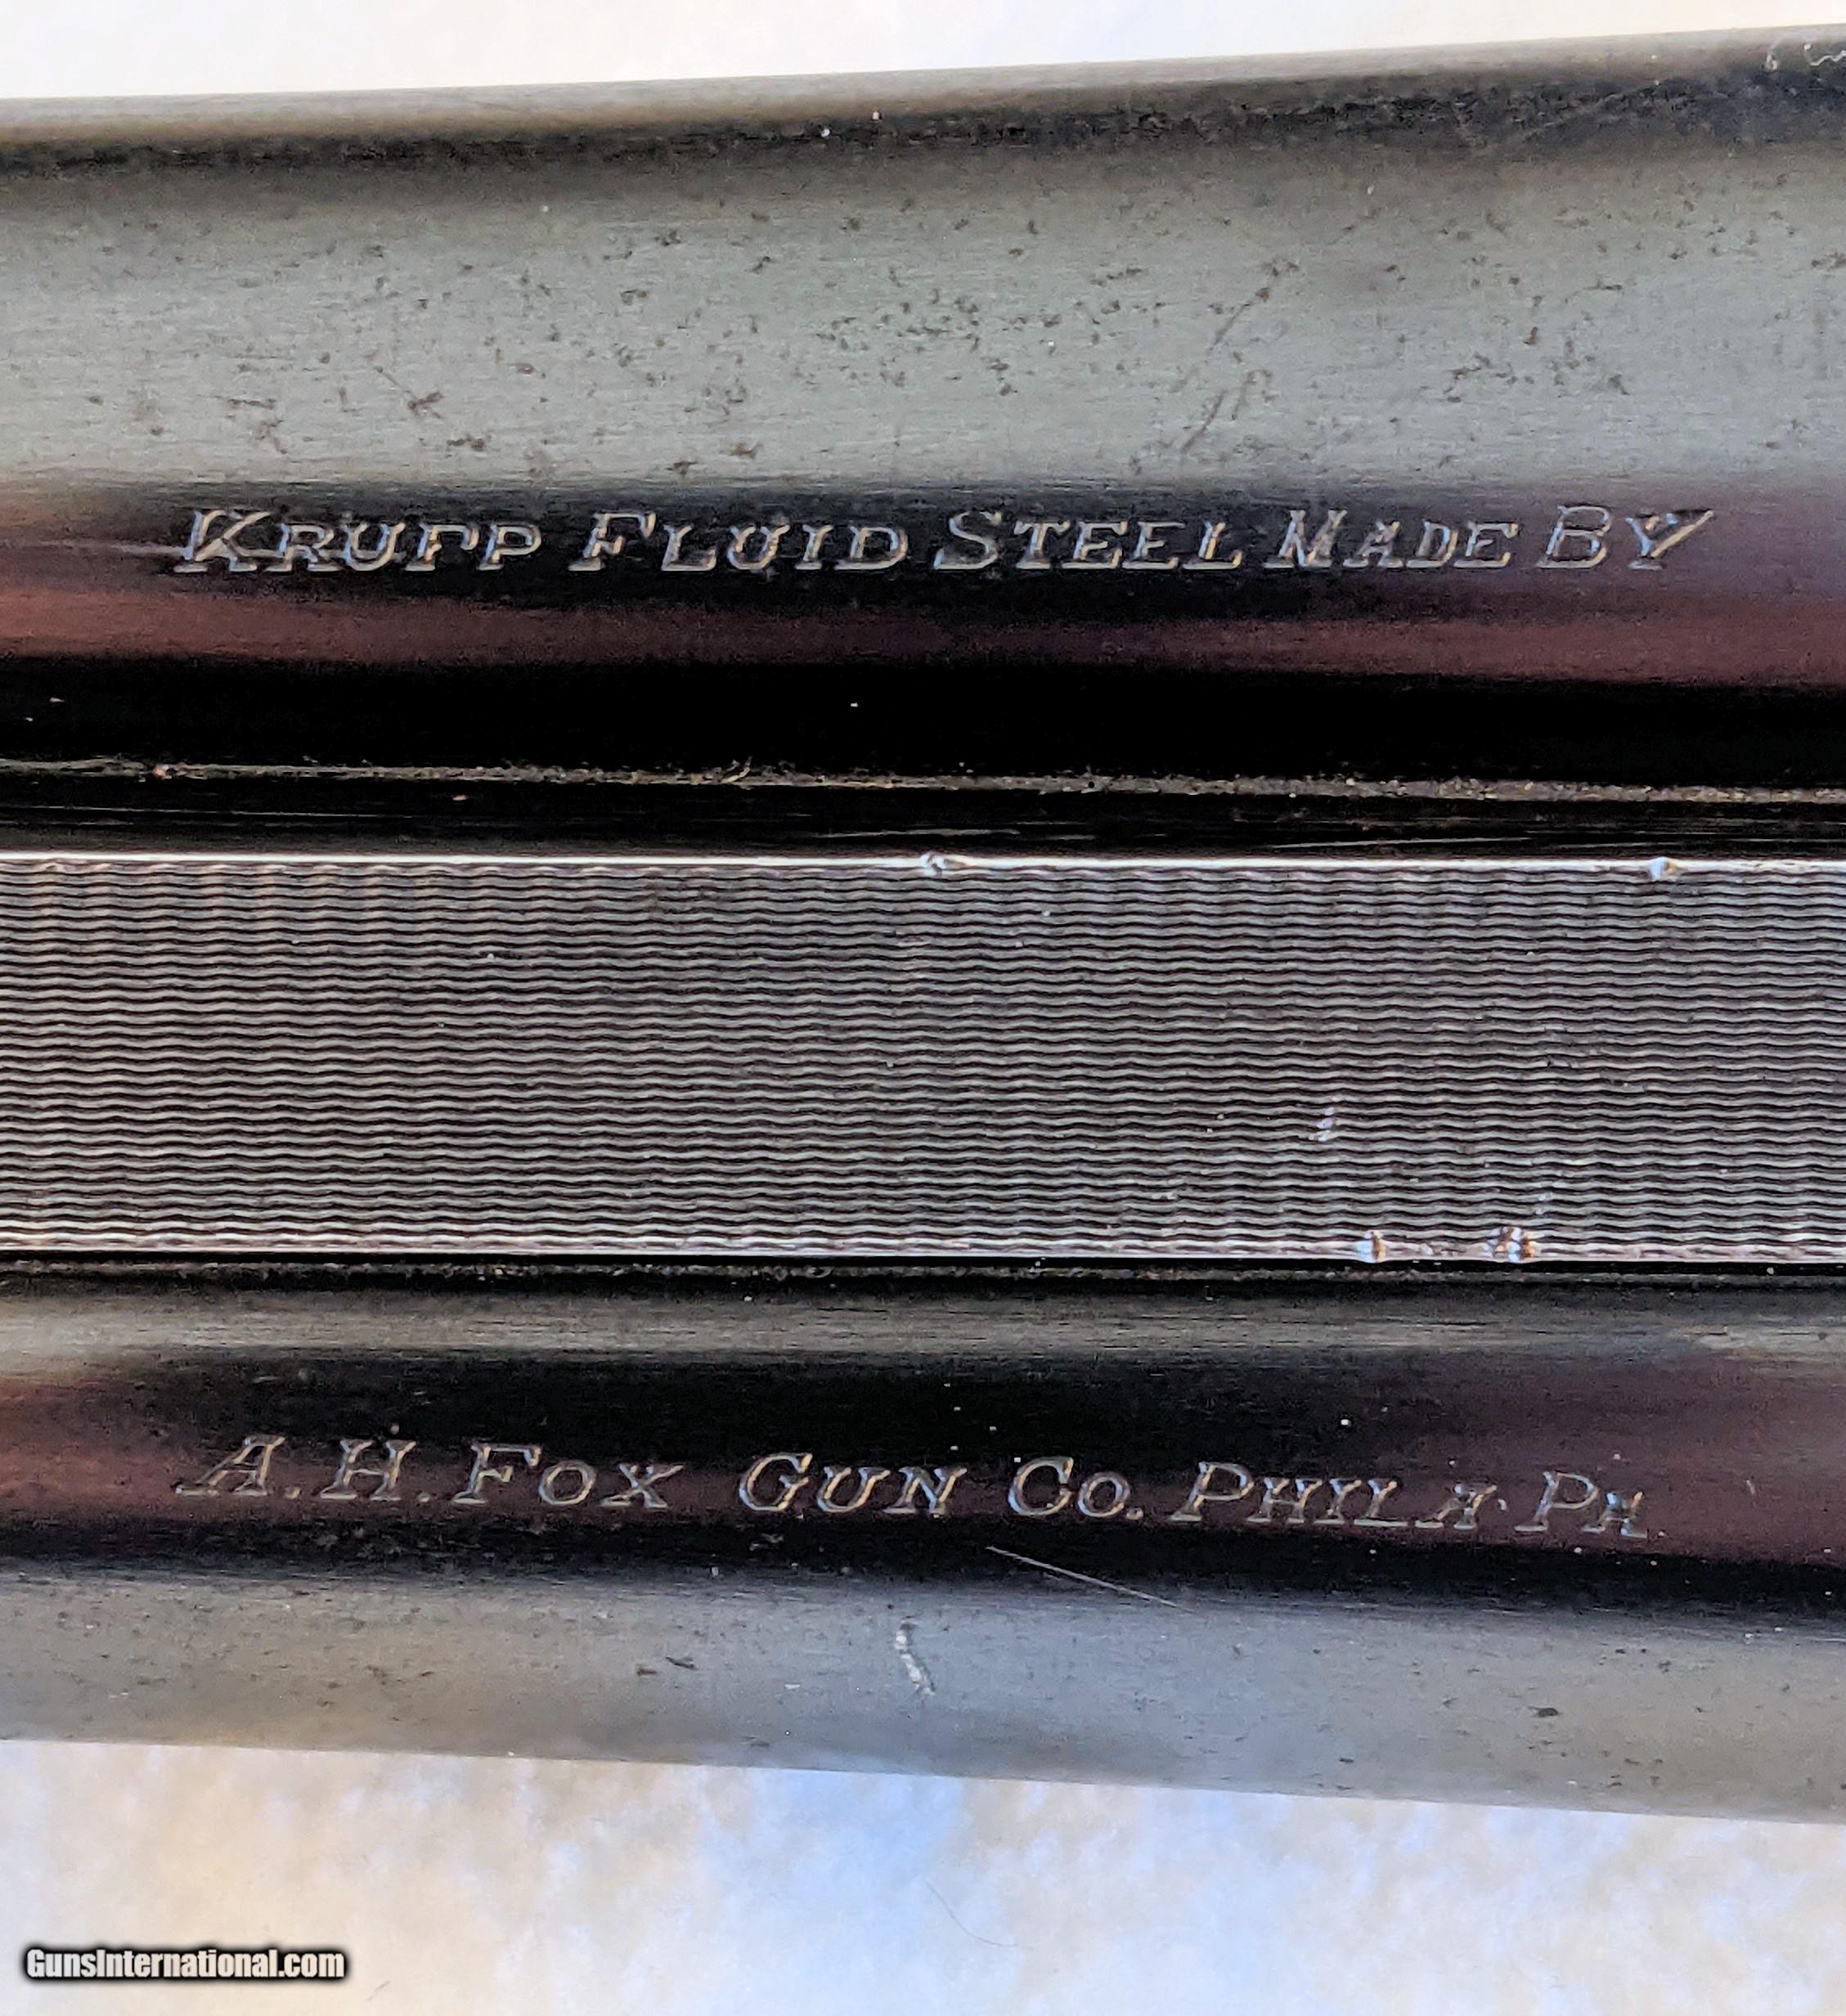 KRUPP FLUID STEEL MADE BY
A.H. FOX GUN CO. PHILA. PA
GunsInternational.com